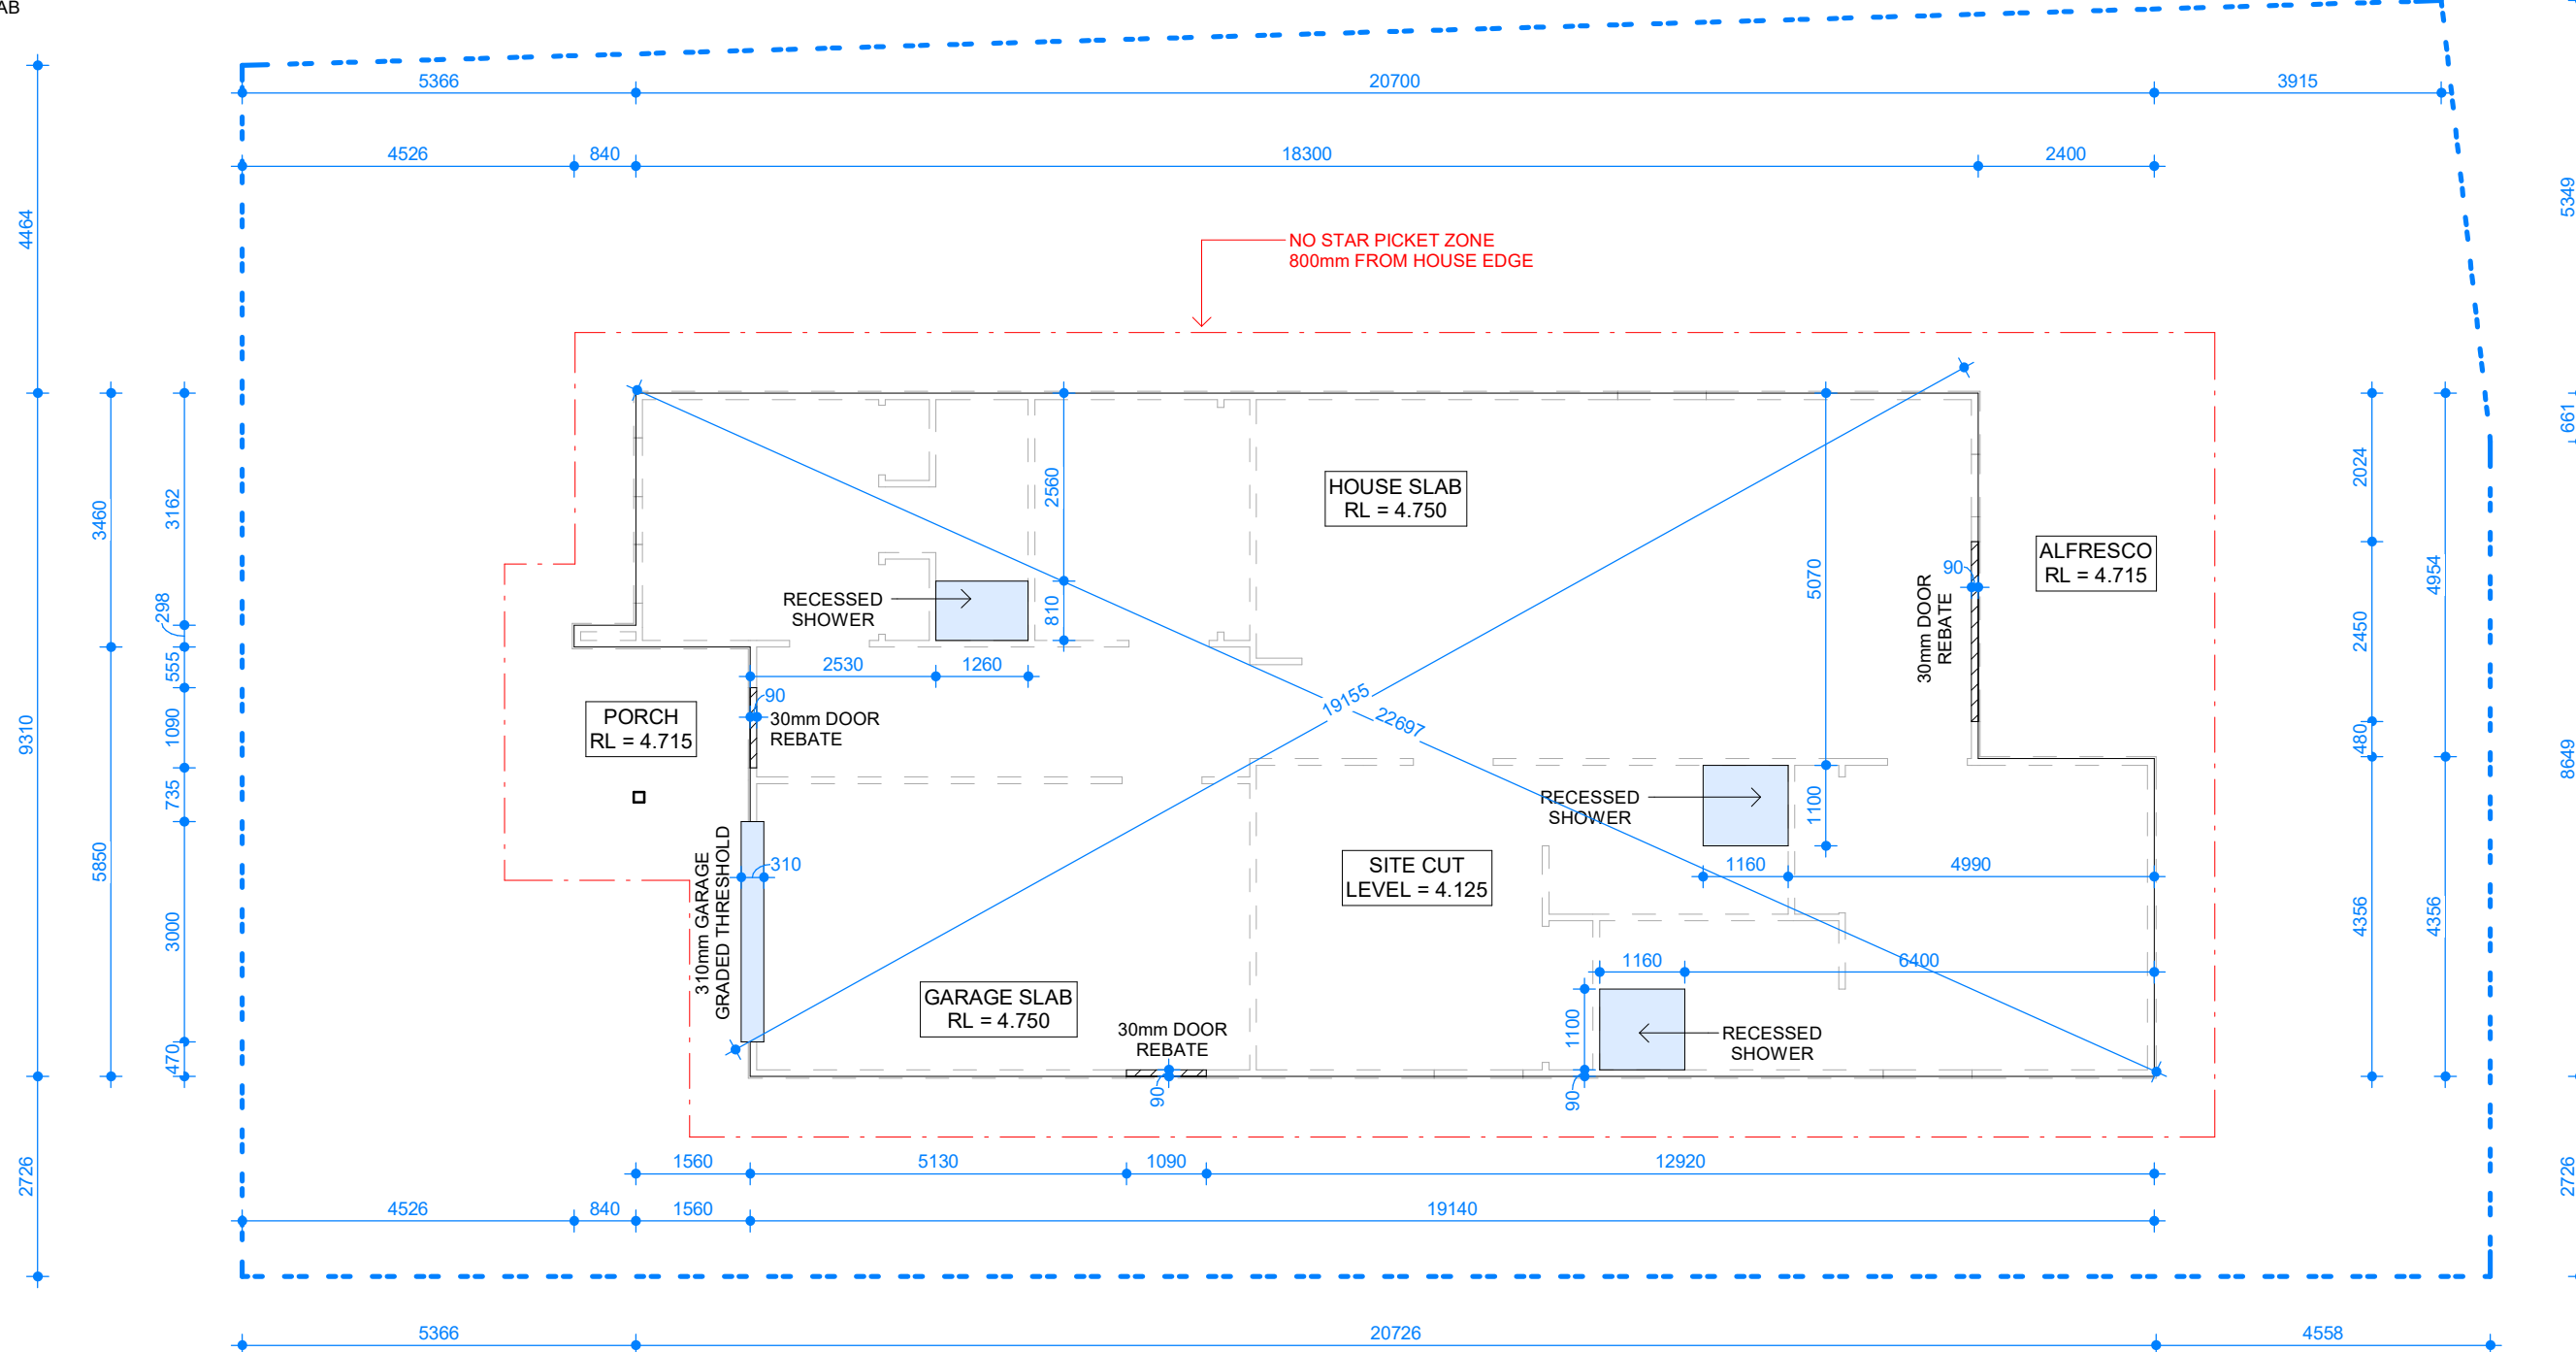 AB
5366
20700
3915
4526
840
18300
2400
4464
5349
NO STAR PICKET ZONE
800mm FROM HOUSE EDGE
3460
3162
298
555
1090
735
9310
5850
3000
470
2726
2560
810
HOUSE SLAB
RL = 4.750
ALFRESCO
RL = 4.715
90
30mm DOOR
REBATE
5070
2024
2450
480
4356
661
4954
4356
8649
2726
RECESSED
SHOWER
2530
1260
90
30mm DOOR
REBATE
PORCH
RL = 4.715
19155
22697
310mm GARAGE
GRADED THRESHOLD
310
RECESSED
SHOWER
1100
1160
4990
SITE CUT
LEVEL = 4.125
GARAGE SLAB
RL = 4.750
30mm DOOR
REBATE
90
1160
6400
1100
90
RECESSED
SHOWER
1560
5130
1090
12920
4526
840
1560
19140
5366
20726
4558